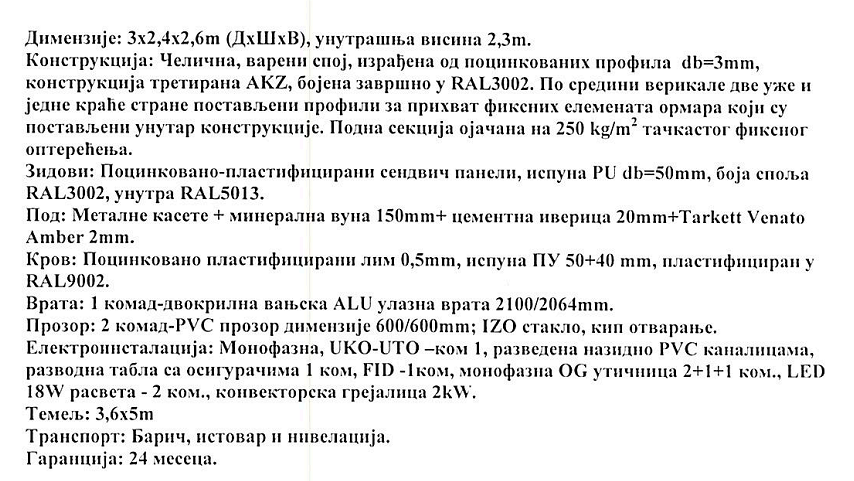 Димензије: 3x2,4x2,6m (ДхШхВ), унутрашња висина 2,3m.
Конструкција: Челична, варени спој, израђена од поцинкованих профила db=3mm,
конструкција третирана AKZ, бојена завршно у RAL3002. По средини верикале две уже и
једне краће стране постављени профили за прихват фиксних елемената ормара који су
постављени унутар конструкције. Подна секција ојачана на 250 kg/m² тачкастог фиксног
оптерећења.
Зидови: Поцинковано-пластифицирани сендвич панели, испуна PU db=50mm, боја споља
RAL3002, унутра RAL5013.
Под: Металне касете + минерална вуна 150mm+ цементна иверица 20mm+Tarkett Venato
Amber 2mm.
Кров: Поцинковано пластифицирани лим 0,5mm, испуна ПУ 50+40 mm, пластифициран у
RAL9002.
Врата: 1 комад-двокрилна вањска ALU улазна врата 2100/2064mm.
Прозор: 2 комад-PVC прозор димензије 600/600mm; IZO стакло, кип отварање.
Електроинсталација: Монофазна, UKO-UTO –ком 1, разведена назидно PVC каналицама,
разводна табла са осигурачима 1 ком, FID -1ком, монофазна OG утичница 2+1+1 ком., LED
18W расвета - 2 ком., конвекторска грејалица 2kW.
Темељ: 3,6x5m
Транспорт: Барич, истовар и нивелација.
Гаранција: 24 месеца.